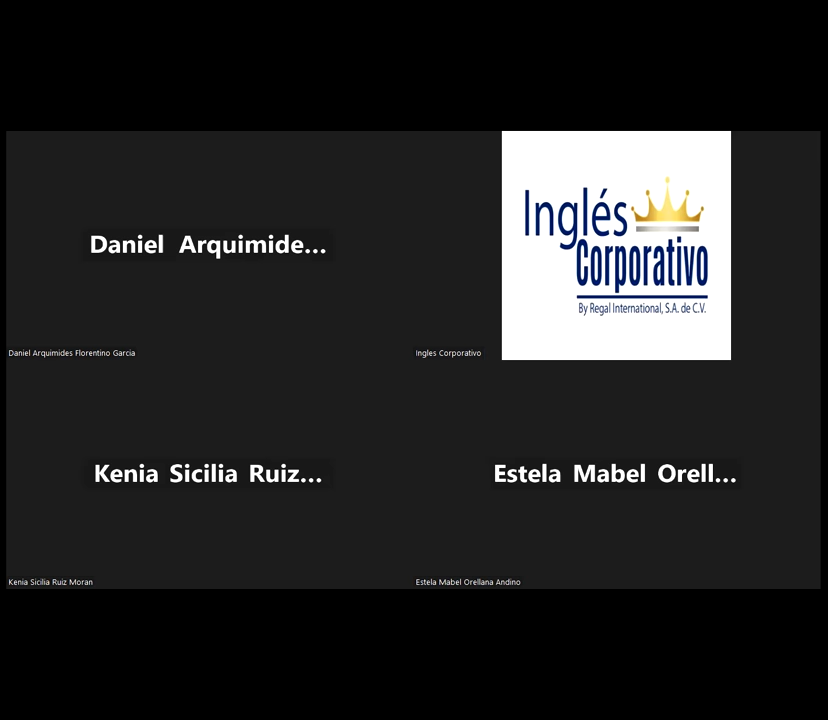 Daniel Arquimide...
Daniel Arquimides Florentino Garcia
Inglés
Corporativo
By Regal International, S.A. de C.V.
Ingles Corporativo
Kenia Sicilia Ruiz...
Kenia Sicilia Ruiz Moran
Estela Mabel Orell...
Estela Mabel Orellana Andino